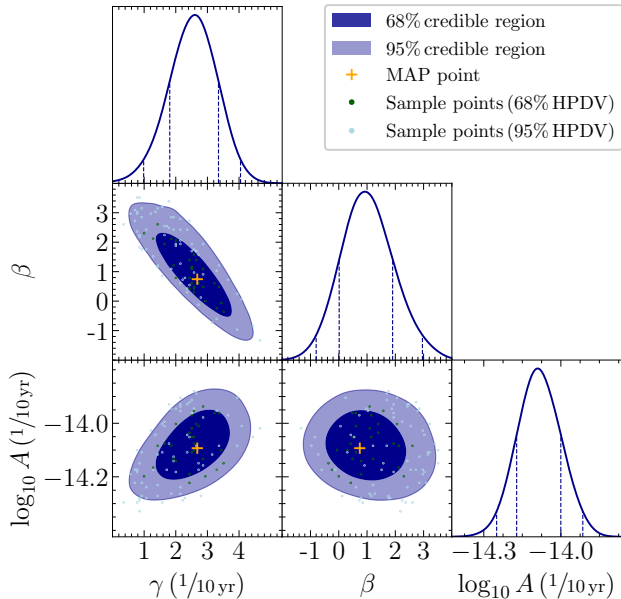 68% credible region
95% credible region
MAP point
Sample points (68% HPDV)
Sample points (95% HPDV)
β
3
2
1
0
-1
log₁₀ A (1/10 yr)
−14.0
−14.2
1 2 3 4
-1 0 1 2 3
−14.3 −14.0
γ (1/10 yr)
β
log₁₀ A (1/10 yr)